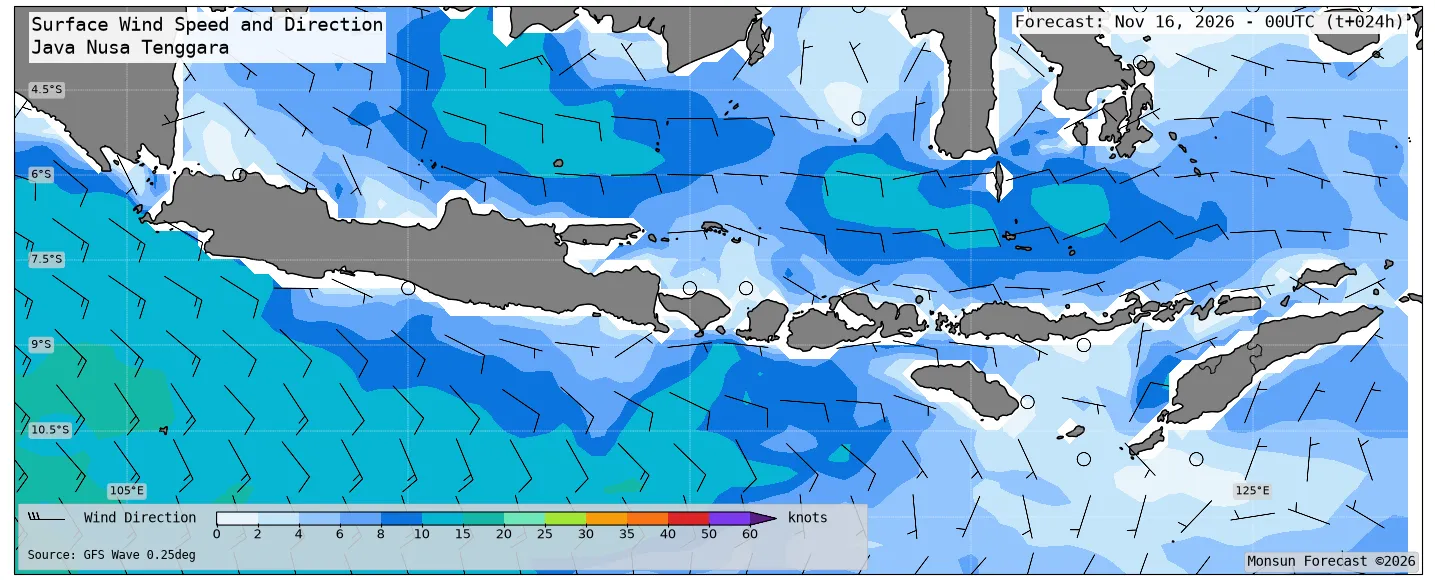 Surface Wind Speed and Direction
Java Nusa Tenggara
Forecast: Nov 16, 2026 - 00UTC (t+024h)
4.5°S
6°S
7.5°S
9°S
10.5°S
105°E
125°E
Wind Direction
knots
0 2 4 6 8 10 15 20 25 30 35 40 50 60
Source: GFS Wave 0.25deg
Monsun Forecast ©2026